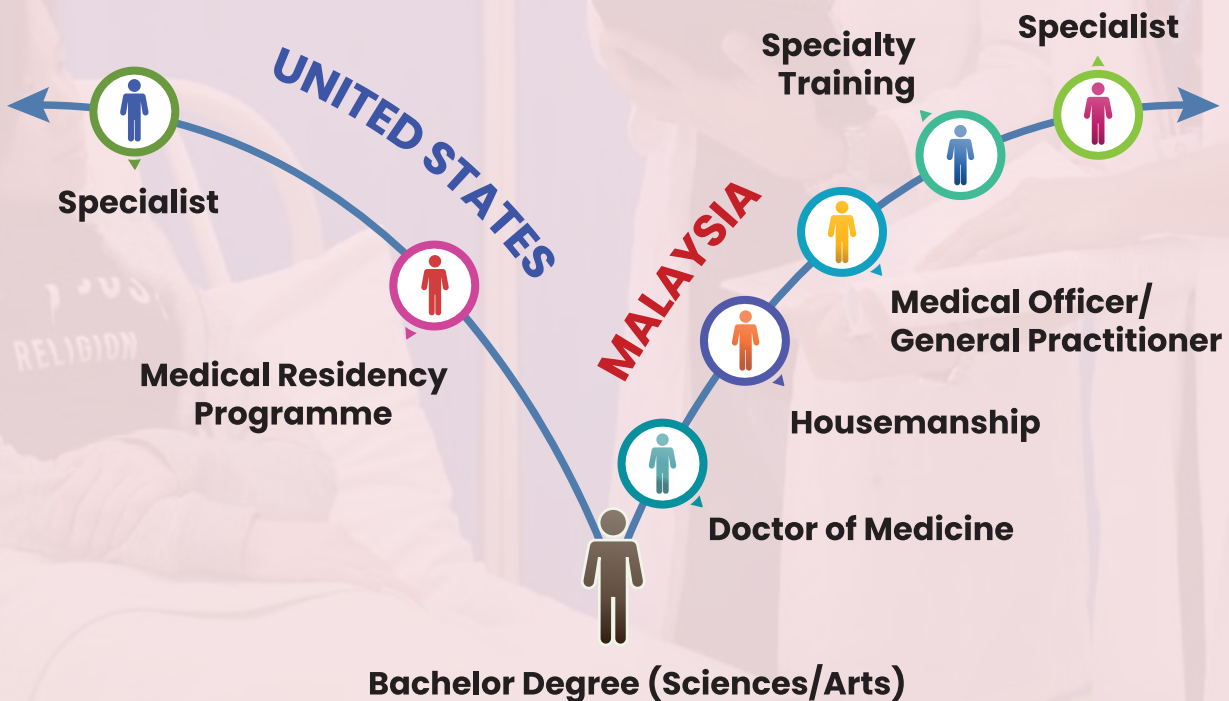 Specialist
UNITED STATES
Medical Residency
Programme
MALAYSIA
Specialist
Specialty
Training
Medical Officer/
General Practitioner
Housemanship
Doctor of Medicine
Bachelor Degree (Sciences/Arts)
RELIGION